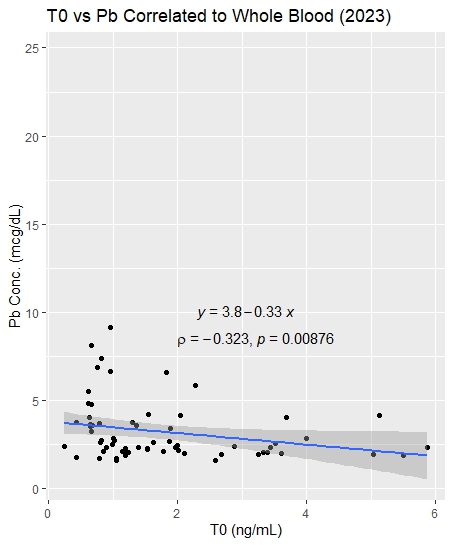 T0 vs Pb Correlated to Whole Blood (2023)
25
20
15
10
5
0
Pb Conc. (mcg/dL)
y = 3.8−0.33 x
ρ = −0.323, p = 0.00876
0 2 4 6
T0 (ng/mL)